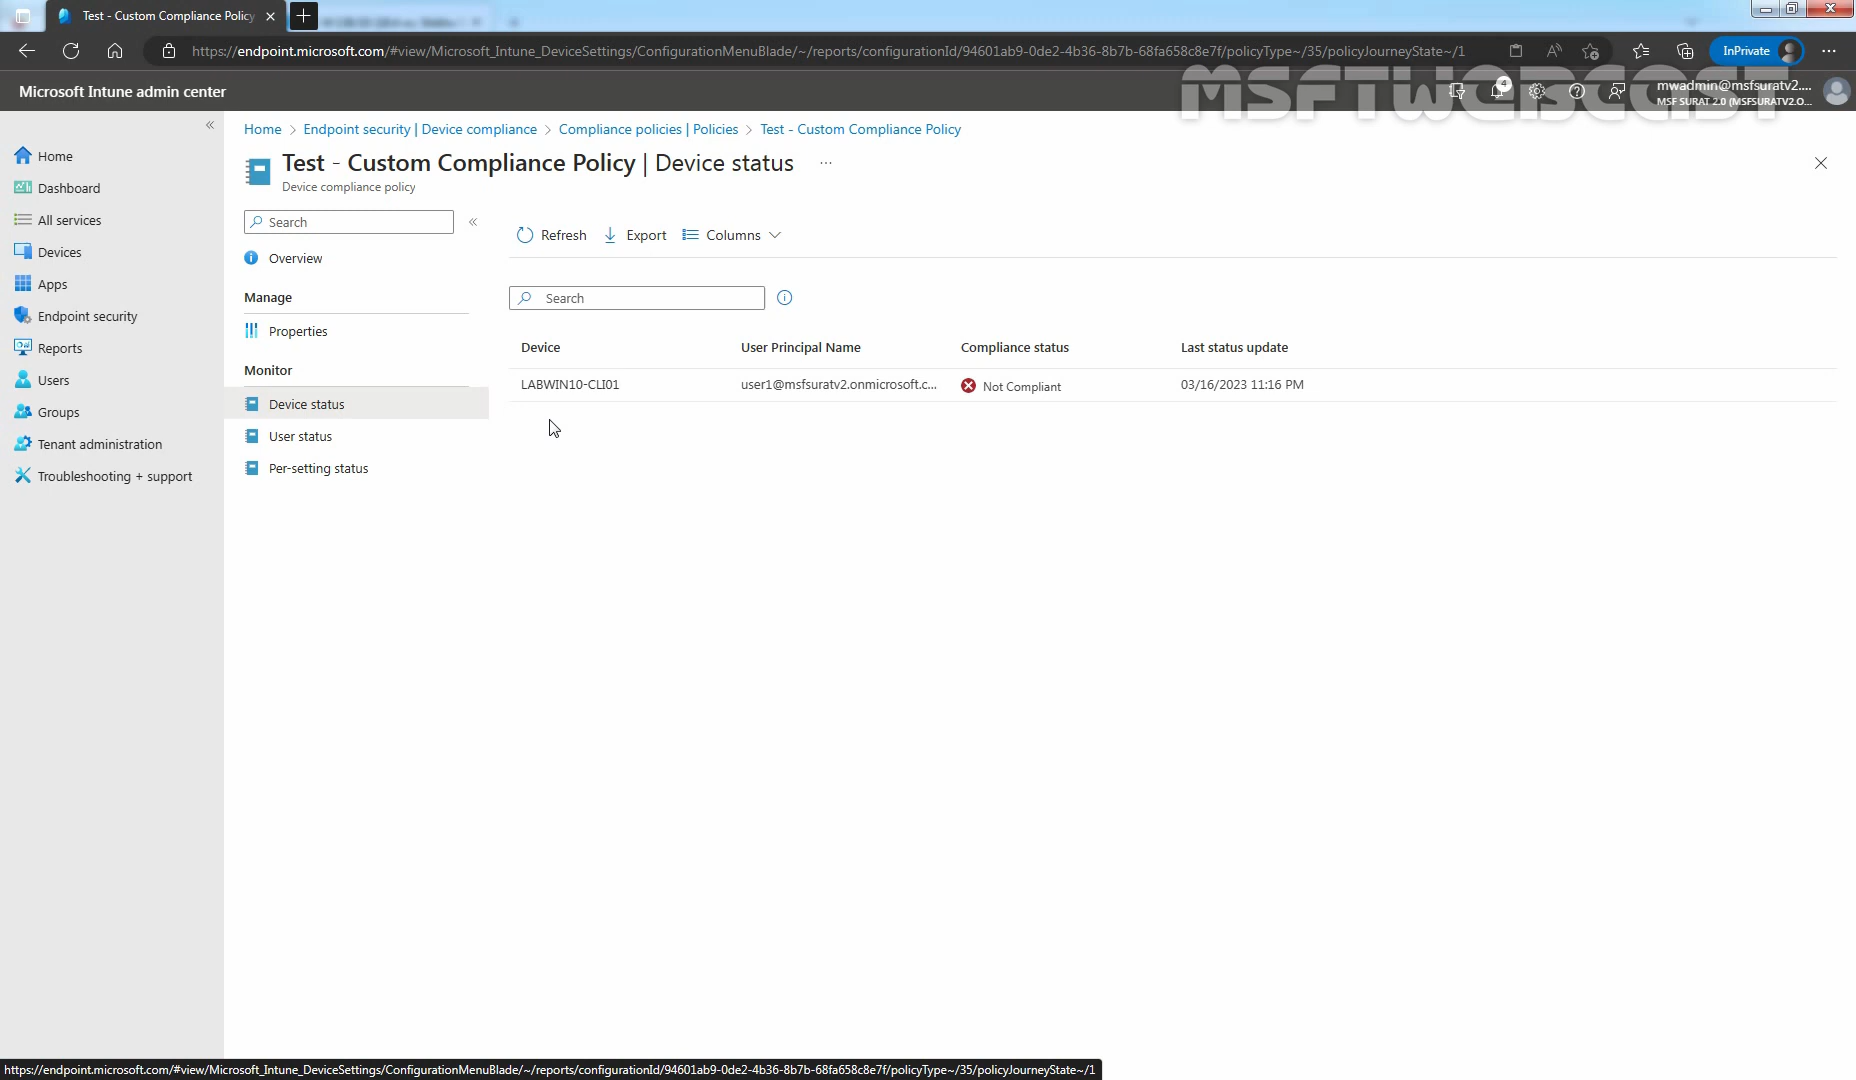 Test - Custom Compliance Policy
https://endpoint.microsoft.com/#view/Microsoft_Intune_DeviceSettings/ConfigurationMenuBlade/~/reports/configurationId/94601ab9-0de2-4b36-8b7b-68fa658c8e7f/policyType~/35/policyJourneyState~/1
InPrivate
Microsoft Intune admin center
MSFTWEBCAST
4
mwadmin@msfsuratv2....
MSF SURAT 2.0 (MSFSURATV2.O...
Home
Dashboard
All services
Devices
Apps
Endpoint security
Reports
Users
Groups
Tenant administration
Troubleshooting + support
Home > Endpoint security | Device compliance > Compliance policies | Policies > Test - Custom Compliance Policy
Test - Custom Compliance Policy | Device status ...
Device compliance policy
Search
Overview
Manage
Properties
Monitor
Device status
User status
Per-setting status
Refresh Export Columns
Search
Device User Principal Name Compliance status Last status update
LABWIN10-CLI01 user1@msfsuratv2.onmicrosoft.c... Not Compliant 03/16/2023 11:16 PM
https://endpoint.microsoft.com/#view/Microsoft_Intune_DeviceSettings/ConfigurationMenuBlade/~/reports/configurationId/94601ab9-0de2-4b36-8b7b-68fa658c8e7f/policyType~/35/policyJourneyState~/1